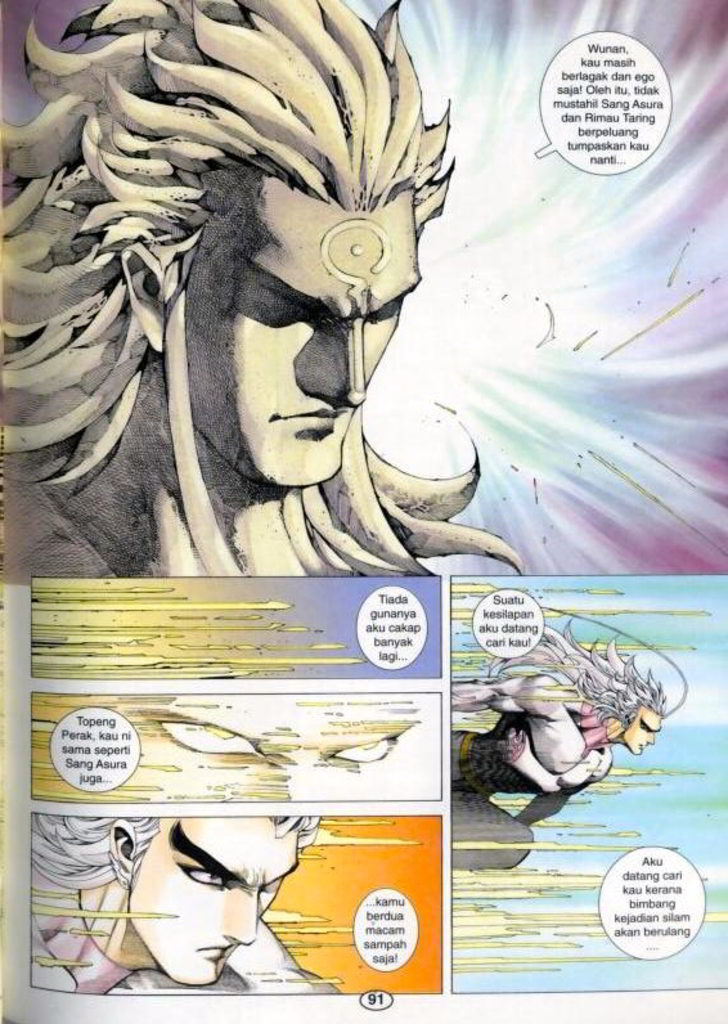 Wunan,
kau masih
berlagak dan ego
saja! Oleh itu, tidak
mustahil Sang Asura
dan Rimau Taring
berpeluang
tumpaskan kau
nanti...
Tiada
gunanya
aku cakap
banyak
lagi...
Suatu
kesilapan
aku datang
cari kau!
Topeng
Perak, kau ni
sama seperti
Sang Asura
juga...
...kamu
berdua
macam
sampah
saja!
Aku
datang cari
kau kerana
bimbang
kejadian silam
akan berulang
....
91